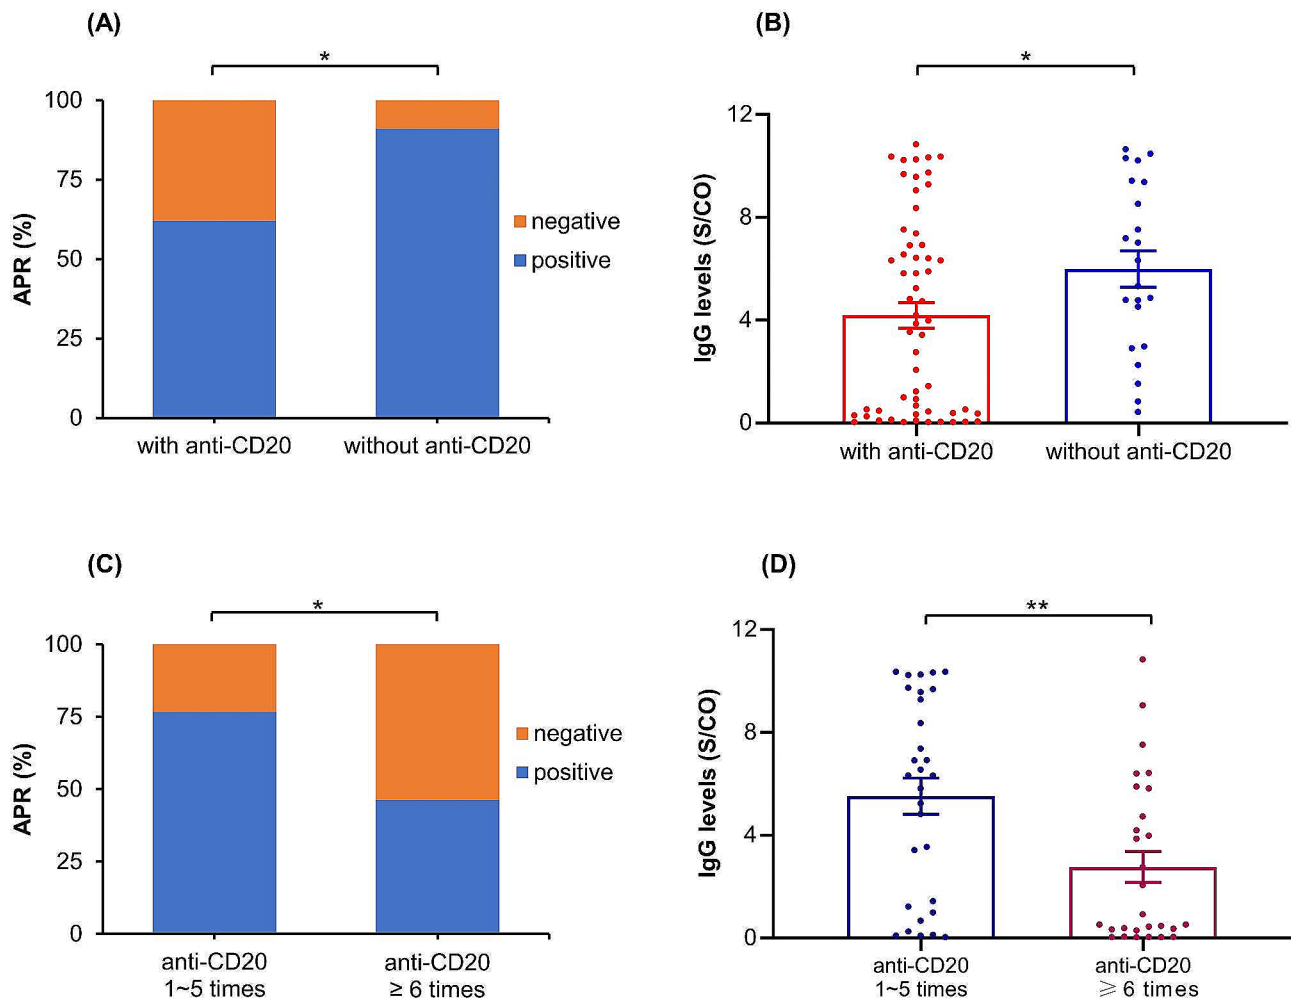 (A)
*
100
75
50
25
0
APR (%)
with anti-CD20
without anti-CD20
negative
positive
(B)
*
12
8
4
0
IgG levels (S/CO)
with anti-CD20
without anti-CD20
(C)
*
100
75
50
25
0
APR (%)
anti-CD20
1~5 times
anti-CD20
≥ 6 times
negative
positive
(D)
**
12
8
4
0
IgG levels (S/CO)
anti-CD20
1~5 times
anti-CD20
⩾ 6 times